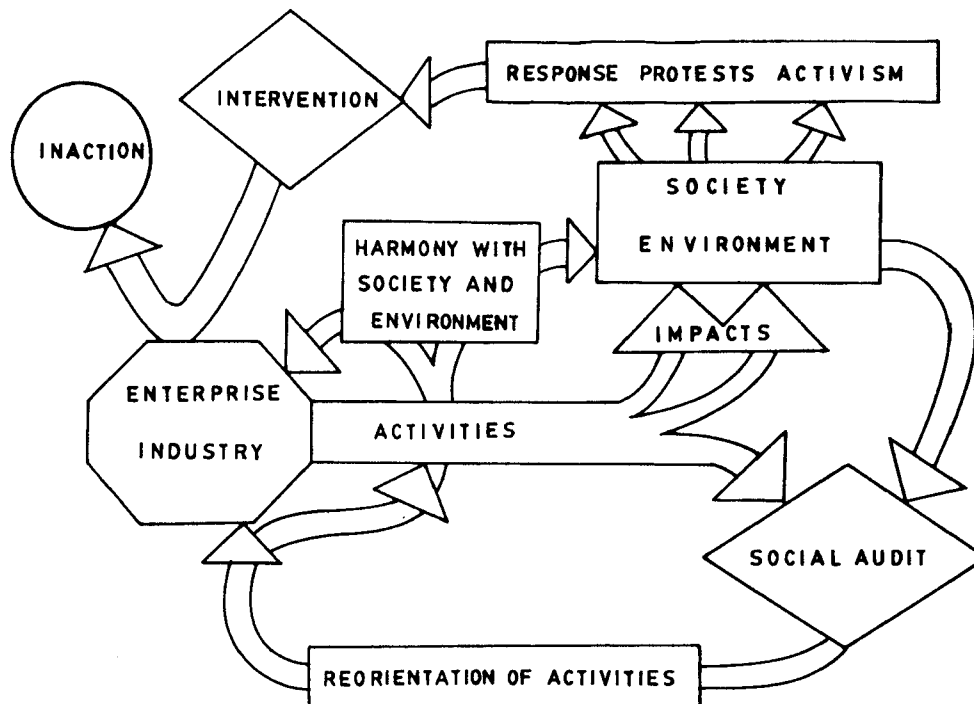 RESPONSE PROTESTS ACTIVISM
INTERVENTION
INACTION
SOCIETY
ENVIRONMENT
HARMONY WITH
SOCIETY AND
ENVIRONMENT
IMPACTS
ENTERPRISE
INDUSTRY
ACTIVITIES
SOCIAL AUDIT
REORIENTATION OF ACTIVITIES